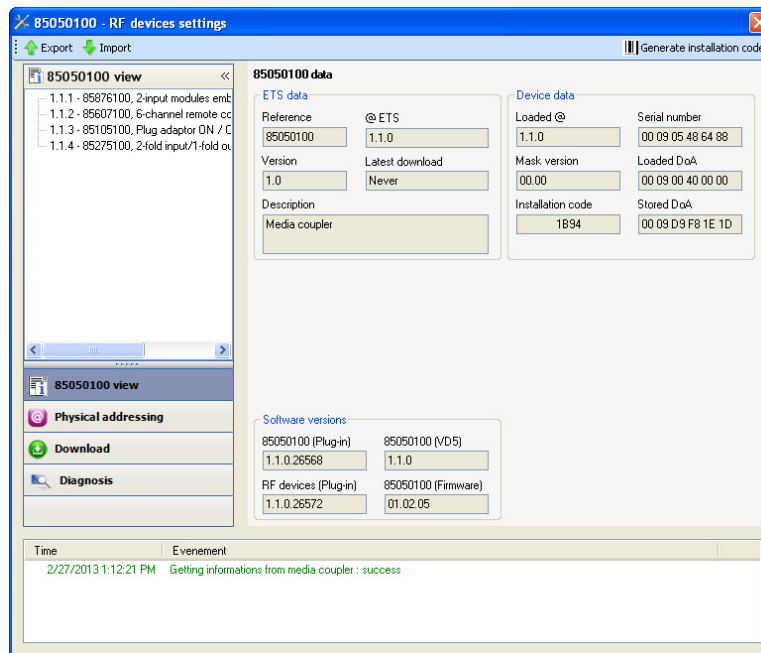 85050100 - RF devices settings
Export Import Generate installation code
85050100 view «
1.1.1 - 85876100, 2-input modules emb
1.1.2 - 85607100, 6-channel remote cc
1.1.3 - 85105100, Plug adaptor ON /
1.1.4 - 85275100, 2-fold input/1-fold ou
85050100 view
Physical addressing
Download
Diagnosis
85050100 data
ETS data
Reference @ ETS
85050100 1.1.0
Version Latest download
1.0 Never
Description
Media coupler
Device data
Loaded @ Serial number
1.1.0 00 09 05 48 64 88
Mask version Loaded DoA
00.00 00 09 00 40 00 00
Installation code Stored DoA
1B94 00 09 D9 F8 1E 1D
Software versions
85050100 (Plug-in) 85050100 (VD5)
1.1.0.26568 1.1.0
RF devices (Plug-in) 85050100 (Firmware)
1.1.0.26572 01.02.05
Time Evenement
2/27/2013 1:12:21 PM Getting informations from media coupler : success